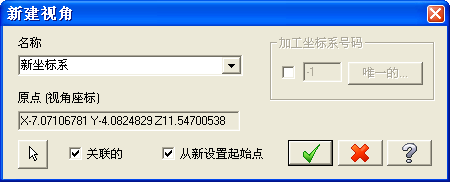 新建视角
名称
新坐标系
加工坐标系号码
-1
唯一的...
原点 (视角座标)
X-7.07106781 Y-4.0824829 Z11.54700538
关联的
从新设置起始点